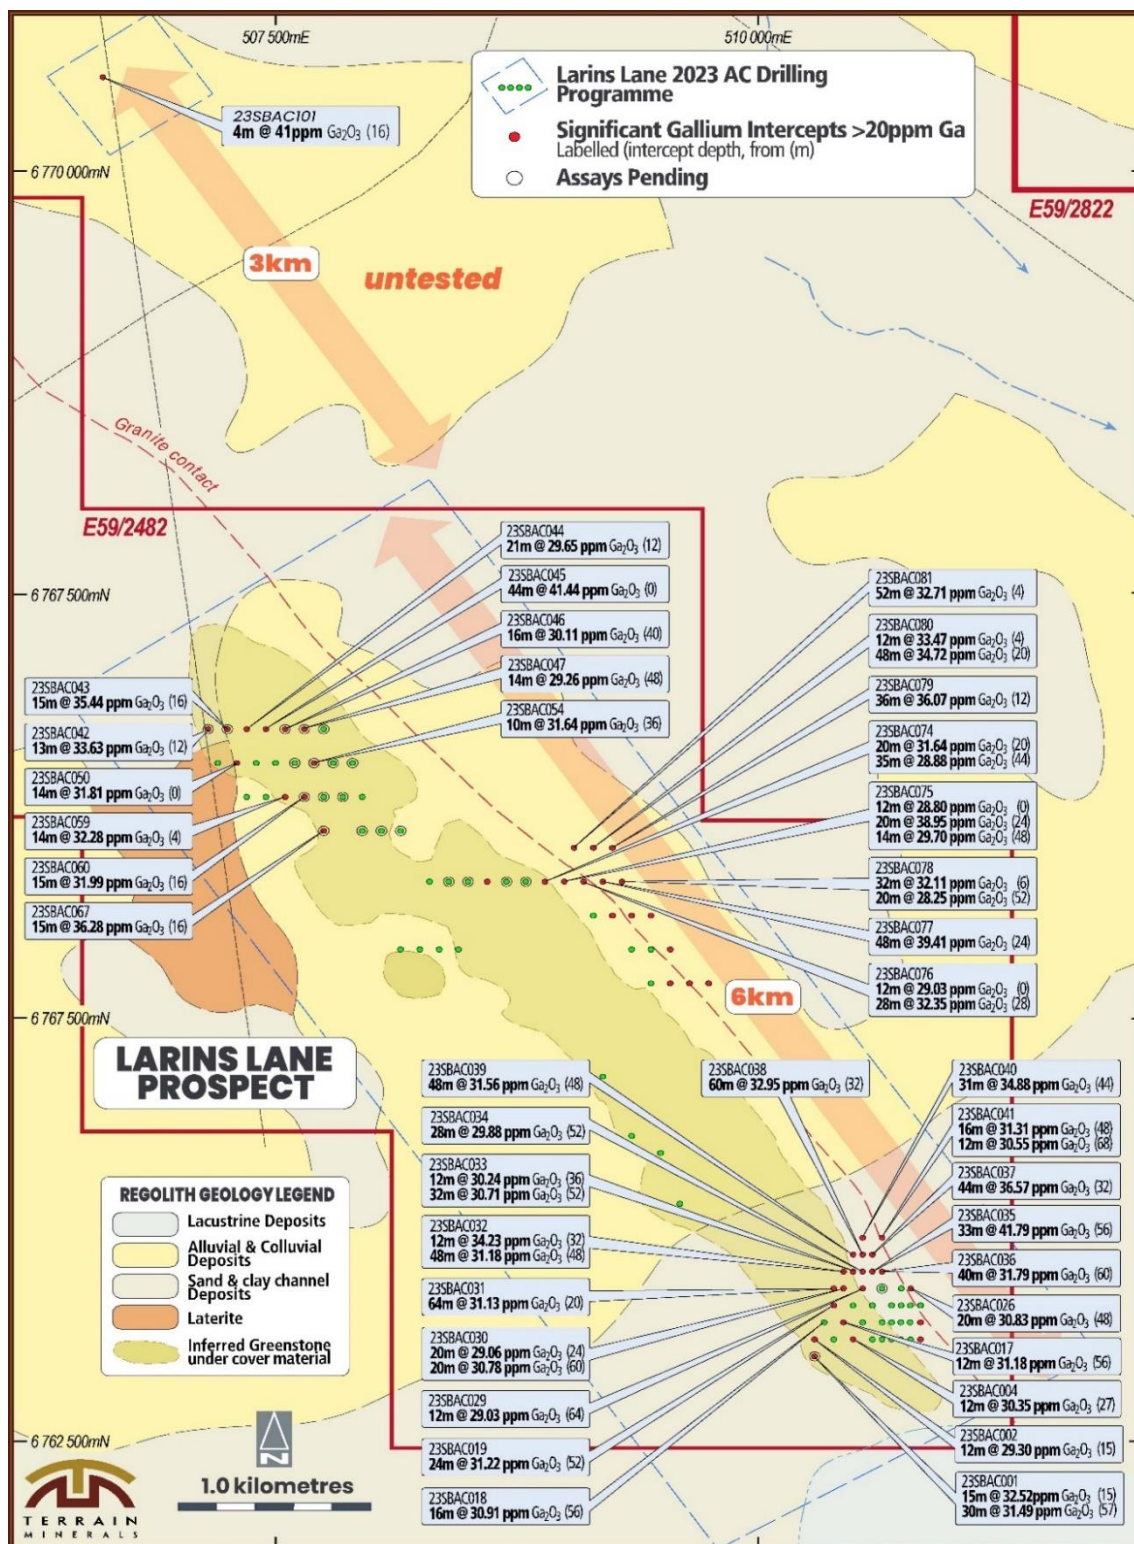 507 500mE
510 000mE
Larins Lane 2023 AC Drilling
Programme
Significant Gallium Intercepts >20ppm Ga
Labelled (intercept depth, from (m)
Assays Pending
23SBAC101
4m @ 41ppm Ga₂O₃ (16)
6 770 000mN
E59/2822
3km
untested
Granite contact
E59/2482
23SBAC044
21m @ 29.65 ppm Ga₂O₃ (12)
23SBAC045
44m @ 41.44 ppm Ga₂O₃ (0)
23SBAC046
16m @ 30.11 ppm Ga₂O₃ (40)
23SBAC047
14m @ 29.26 ppm Ga₂O₃ (48)
23SBAC054
10m @ 31.64 ppm Ga₂O₃ (36)
6 767 500mN
23SBAC081
52m @ 32.71 ppm Ga₂O₃ (4)
23SBAC080
12m @ 33.47 ppm Ga₂O₃ (4)
48m @ 34.72 ppm Ga₂O₃ (20)
23SBAC079
36m @ 36.07 ppm Ga₂O₃ (12)
23SBAC074
20m @ 31.64 ppm Ga₂O₃ (20)
35m @ 28.88 ppm Ga₂O₃ (44)
23SBAC075
12m @ 28.80 ppm Ga₂O₃ (0)
20m @ 38.95 ppm Ga₂O₃ (24)
14m @ 29.70 ppm Ga₂O₃ (48)
23SBAC078
32m @ 32.11 ppm Ga₂O₃ (6)
20m @ 28.25 ppm Ga₂O₃ (52)
23SBAC077
48m @ 39.41 ppm Ga₂O₃ (24)
23SBAC076
12m @ 29.03 ppm Ga₂O₃ (0)
28m @ 32.35 ppm Ga₂O₃ (28)
23SBAC043
15m @ 35.44 ppm Ga₂O₃ (16)
23SBAC042
13m @ 33.63 ppm Ga₂O₃ (12)
23SBAC050
14m @ 31.81 ppm Ga₂O₃ (0)
23SBAC059
14m @ 32.28 ppm Ga₂O₃ (4)
23SBAC060
15m @ 31.99 ppm Ga₂O₃ (16)
23SBAC067
15m @ 36.28 ppm Ga₂O₃ (16)
6km
6 767 500mN
LARINS LANE
PROSPECT
23SBAC039
48m @ 31.56 ppm Ga₂O₃ (48)
23SBAC034
28m @ 29.88 ppm Ga₂O₃ (52)
23SBAC033
12m @ 30.24 ppm Ga₂O₃ (36)
32m @ 30.71 ppm Ga₂O₃ (52)
23SBAC032
12m @ 34.23 ppm Ga₂O₃ (32)
48m @ 31.18 ppm Ga₂O₃ (48)
23SBAC031
64m @ 31.13 ppm Ga₂O₃ (20)
23SBAC030
20m @ 29.06 ppm Ga₂O₃ (24)
20m @ 30.78 ppm Ga₂O₃ (60)
23SBAC029
12m @ 29.03 ppm Ga₂O₃ (64)
23SBAC019
24m @ 31.22 ppm Ga₂O₃ (52)
23SBAC018
16m @ 30.91 ppm Ga₂O₃ (56)
23SBAC038
60m @ 32.95 ppm Ga₂O₃ (32)
23SBAC040
31m @ 34.88 ppm Ga₂O₃ (44)
23SBAC041
16m @ 31.31 ppm Ga₂O₃ (48)
12m @ 30.55 ppm Ga₂O₃ (68)
23SBAC037
44m @ 36.57 ppm Ga₂O₃ (32)
23SBAC035
33m @ 41.79 ppm Ga₂O₃ (56)
23SBAC036
40m @ 31.79 ppm Ga₂O₃ (60)
23SBAC026
20m @ 30.83 ppm Ga₂O₃ (48)
23SBAC017
12m @ 31.18 ppm Ga₂O₃ (56)
23SBAC004
12m @ 30.35 ppm Ga₂O₃ (27)
23SBAC002
12m @ 29.30 ppm Ga₂O₃ (15)
23SBAC001
15m @ 32.52ppm Ga₂O₃ (15)
30m @ 31.49 ppm Ga₂O₃ (57)
REGOLITH GEOLOGY LEGEND
Lacustrine Deposits
Alluvial & Colluvial
Deposits
Sand & clay channel
Deposits
Laterite
Inferred Greenstone
under cover material
6 762 500mN
N
1.0 kilometres
TERRAIN
MINERALS